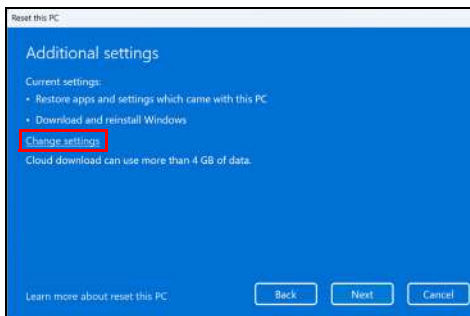 Reset this PC
Additional settings
Current settings:
• Restore apps and settings which came with this PC
• Download and reinstall Windows
Change settings
Cloud download can use more than 4 GB of data.
Learn more about reset this PC
Back
Next
Cancel